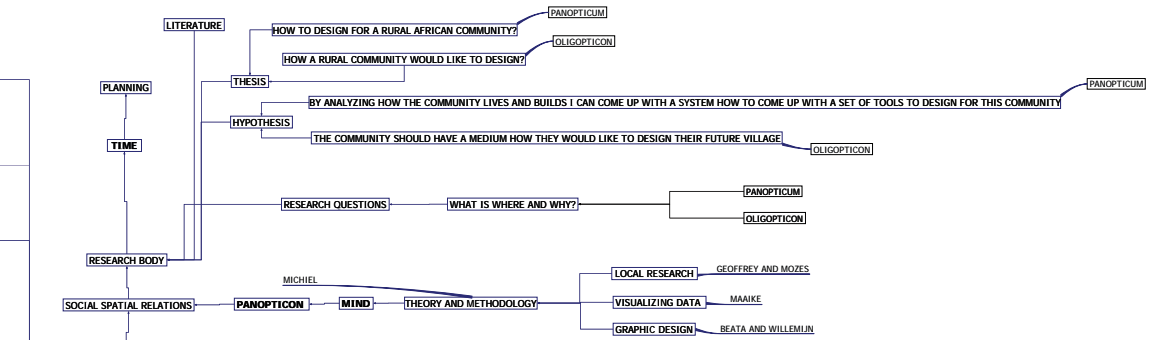 PANOPTICUM
LITERATURE
HOW TO DESIGN FOR A RURAL AFRICAN COMMUNITY?
OLIGOPTICON
HOW A RURAL COMMUNITY WOULD LIKE TO DESIGN?
THESIS
PLANNING
PANOPTICUM
BY ANALYZING HOW THE COMMUNITY LIVES AND BUILDS I CAN COME UP WITH A SYSTEM HOW TO COME UP WITH A SET OF TOOLS TO DESIGN FOR THIS COMMUNITY
HYPOTHESIS
THE COMMUNITY SHOULD HAVE A MEDIUM HOW THEY WOULD LIKE TO DESIGN THEIR FUTURE VILLAGE
TIME
OLIGOPTICON
PANOPTICUM
RESEARCH QUESTIONS
WHAT IS WHERE AND WHY?
OLIGOPTICON
RESEARCH BODY
LOCAL RESEARCH
GEOFFREY AND MOZES
MICHIEL
SOCIAL SPATIAL RELATIONS
PANOPTICON
MIND
THEORY AND METHODOLOGY
VISUALIZING DATA
MAAIKE
GRAPHIC DESIGN
BEATA AND WILLEMIJN